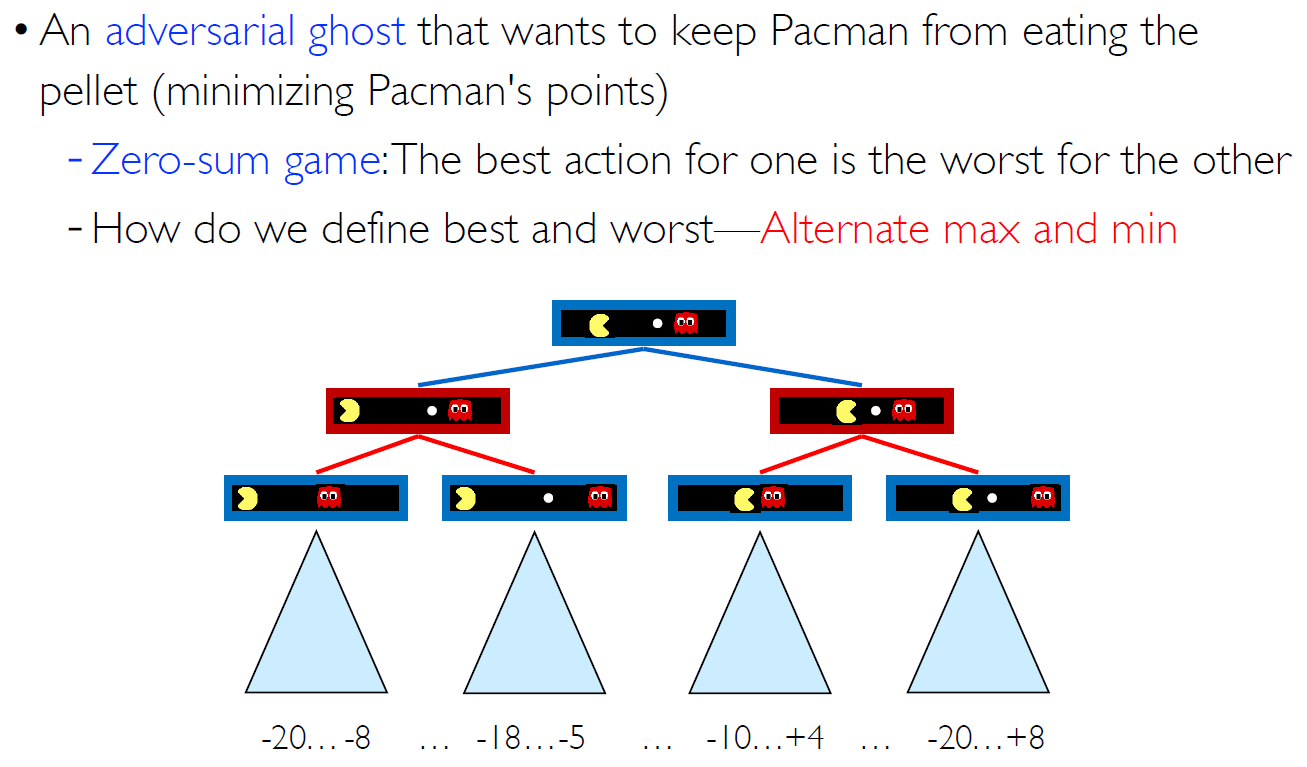 • An adversarial ghost that wants to keep Pacman from eating the
pellet (minimizing Pacman's points)
- Zero-sum game: The best action for one is the worst for the other
- How do we define best and worst—Alternate max and min
-20… -8 … -18…-5 … -10…+4 … -20…+8